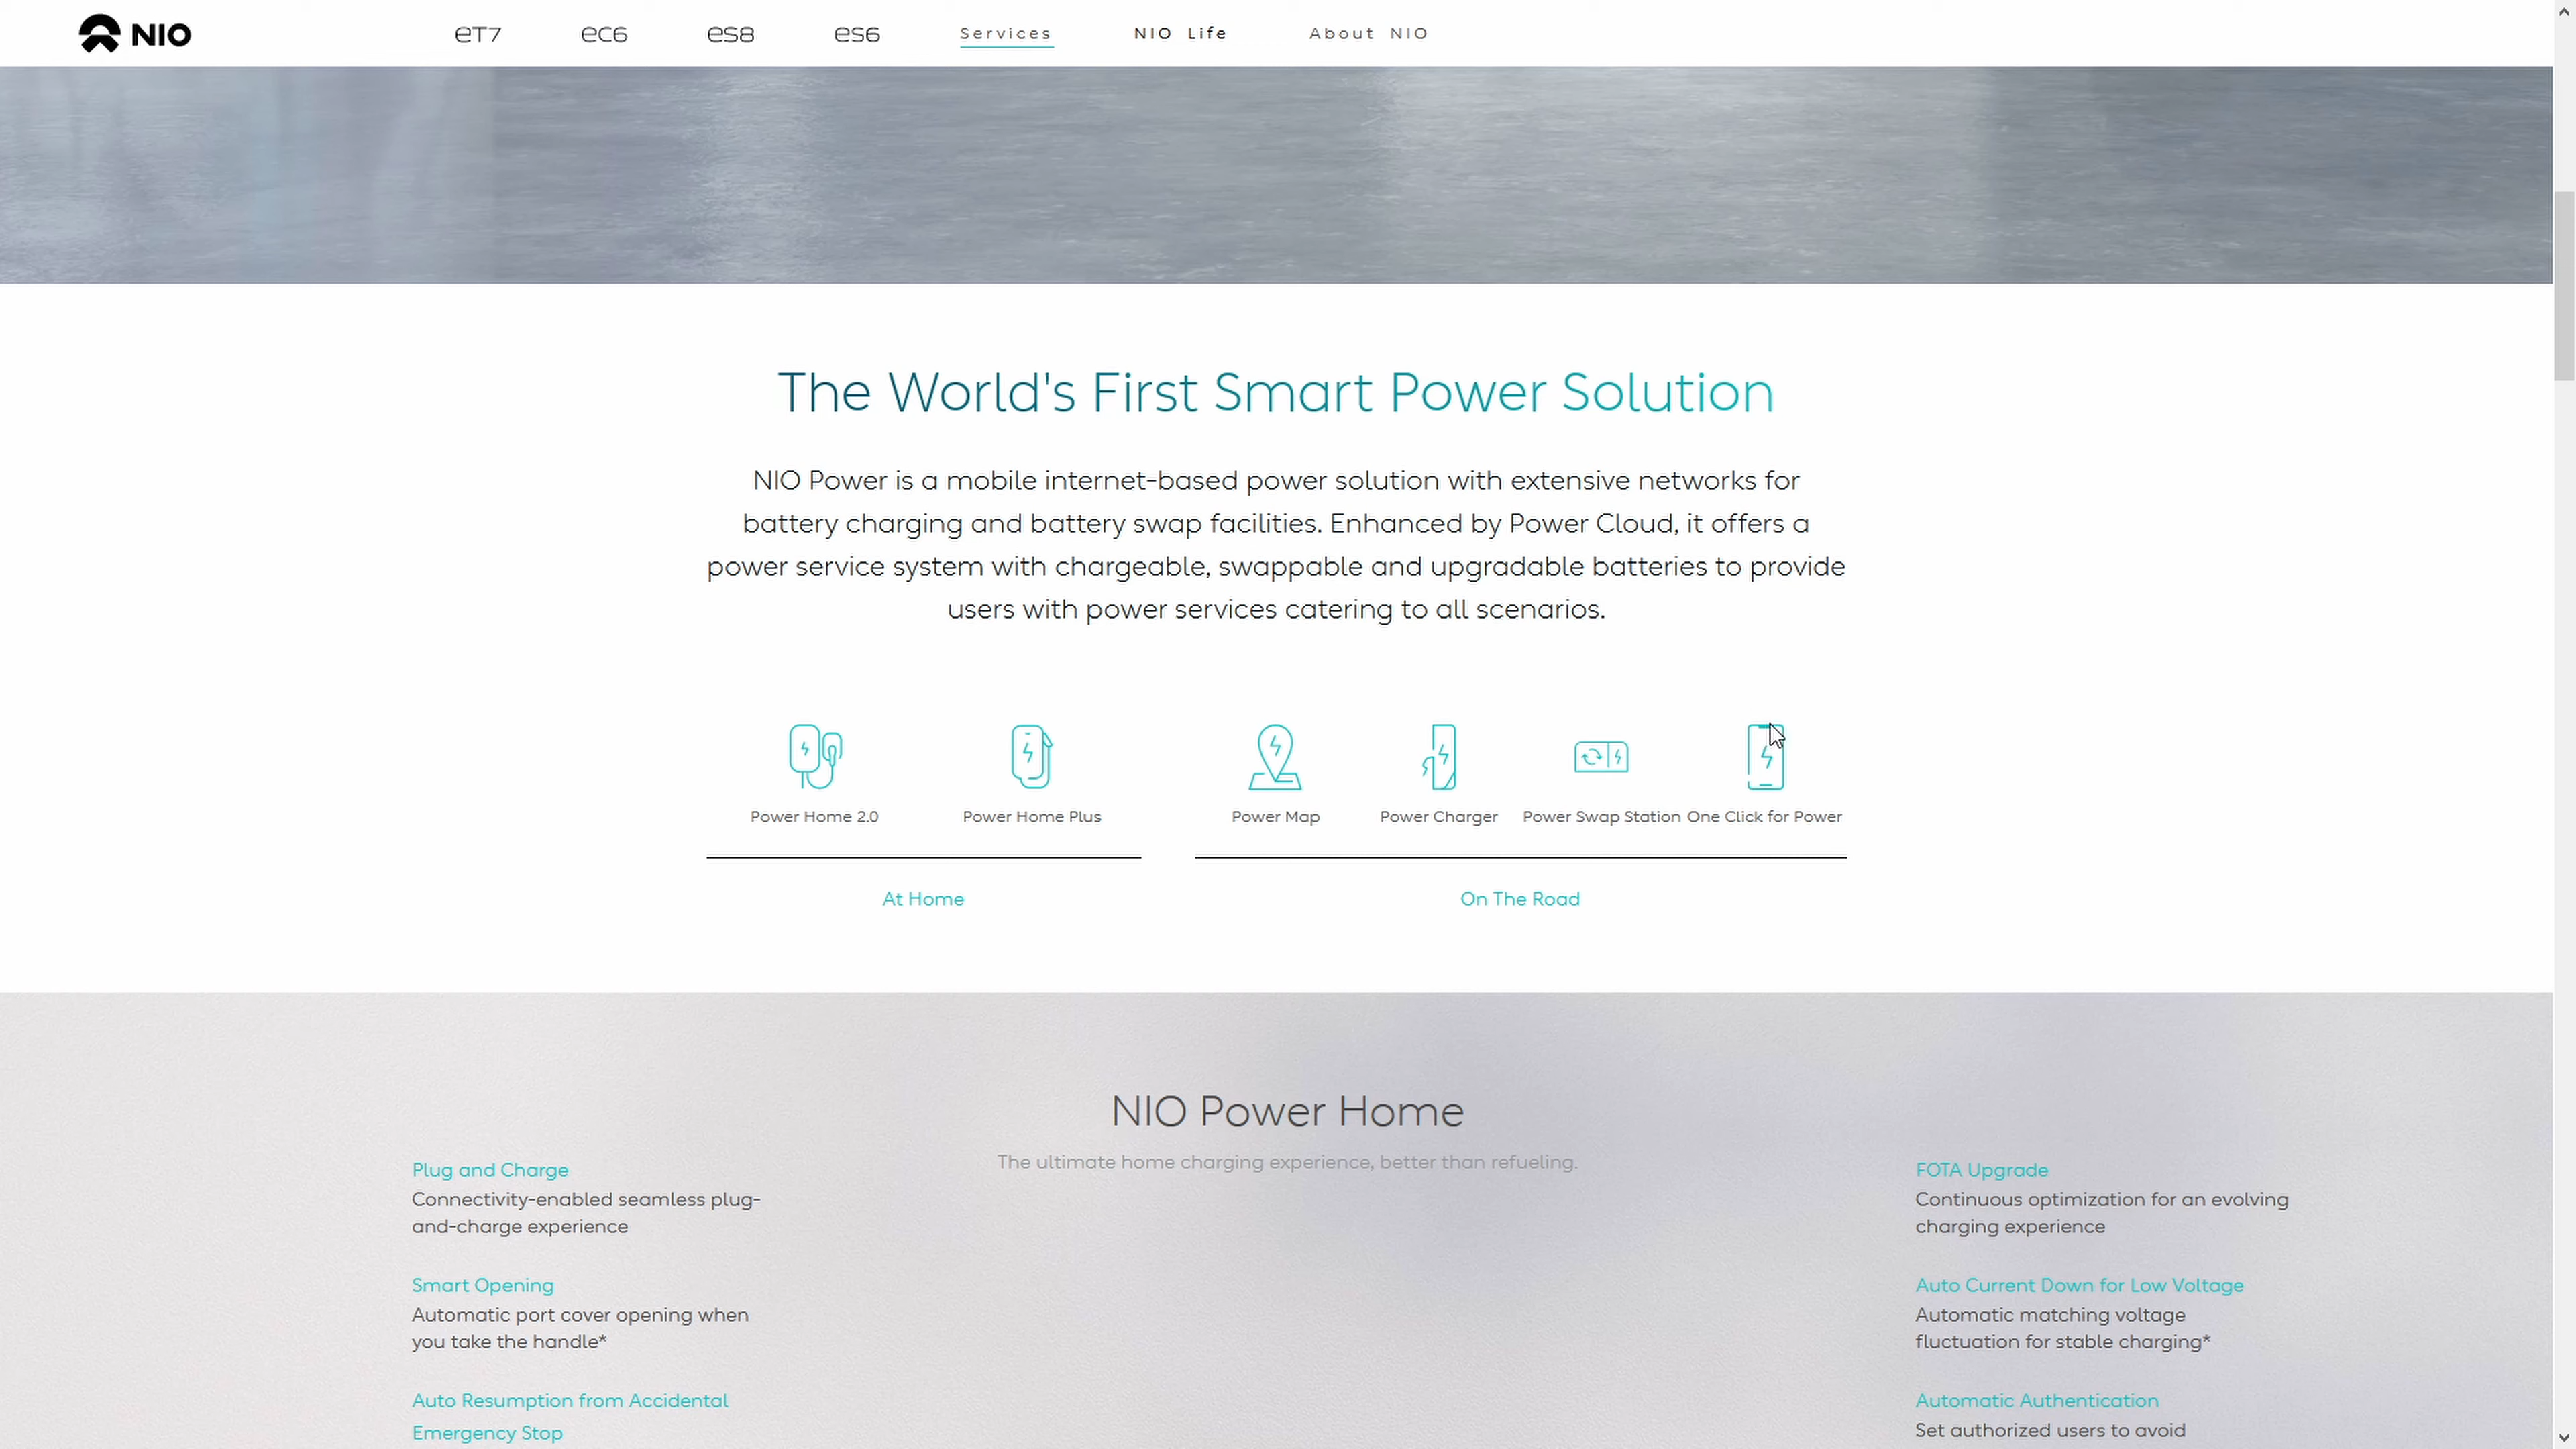 NIO
eT7
eC6
eS8
eS6
Services
NIO Life
About NIO
The World's First Smart Power Solution
NIO Power is a mobile internet-based power solution with extensive networks for
battery charging and battery swap facilities. Enhanced by Power Cloud, it offers a
power service system with chargeable, swappable and upgradable batteries to provide
users with power services catering to all scenarios.
Power Home 2.0
Power Home Plus
Power Map
Power Charger
Power Swap Station
One Click for Power
At Home
On The Road
NIO Power Home
The ultimate home charging experience, better than refueling.
Plug and Charge
Connectivity-enabled seamless plug-
and-charge experience
Smart Opening
Automatic port cover opening when
you take the handle*
Auto Resumption from Accidental
Emergency Stop
FOTA Upgrade
Continuous optimization for an evolving
charging experience
Auto Current Down for Low Voltage
Automatic matching voltage
fluctuation for stable charging*
Automatic Authentication
Set authorized users to avoid